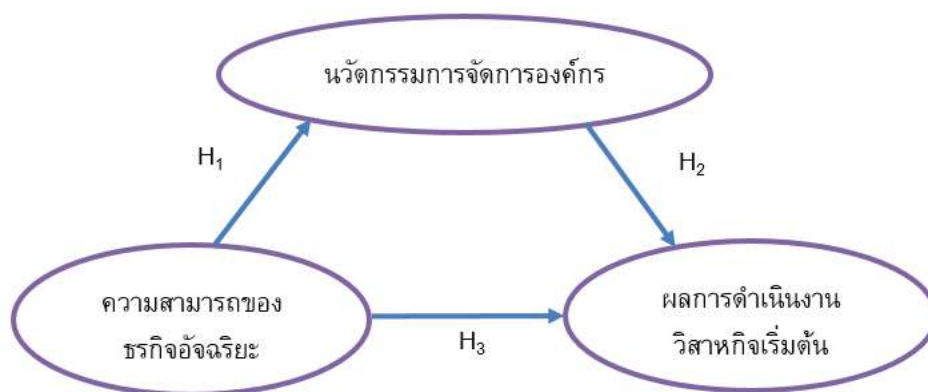 นวัตกรรมการจัดการองค์กร
H1
H2
ความสามารถของ
ธุรกิจอัจฉริยะ
ผลการดำเนินงาน
วิสาหกิจเริ่มต้น
H3